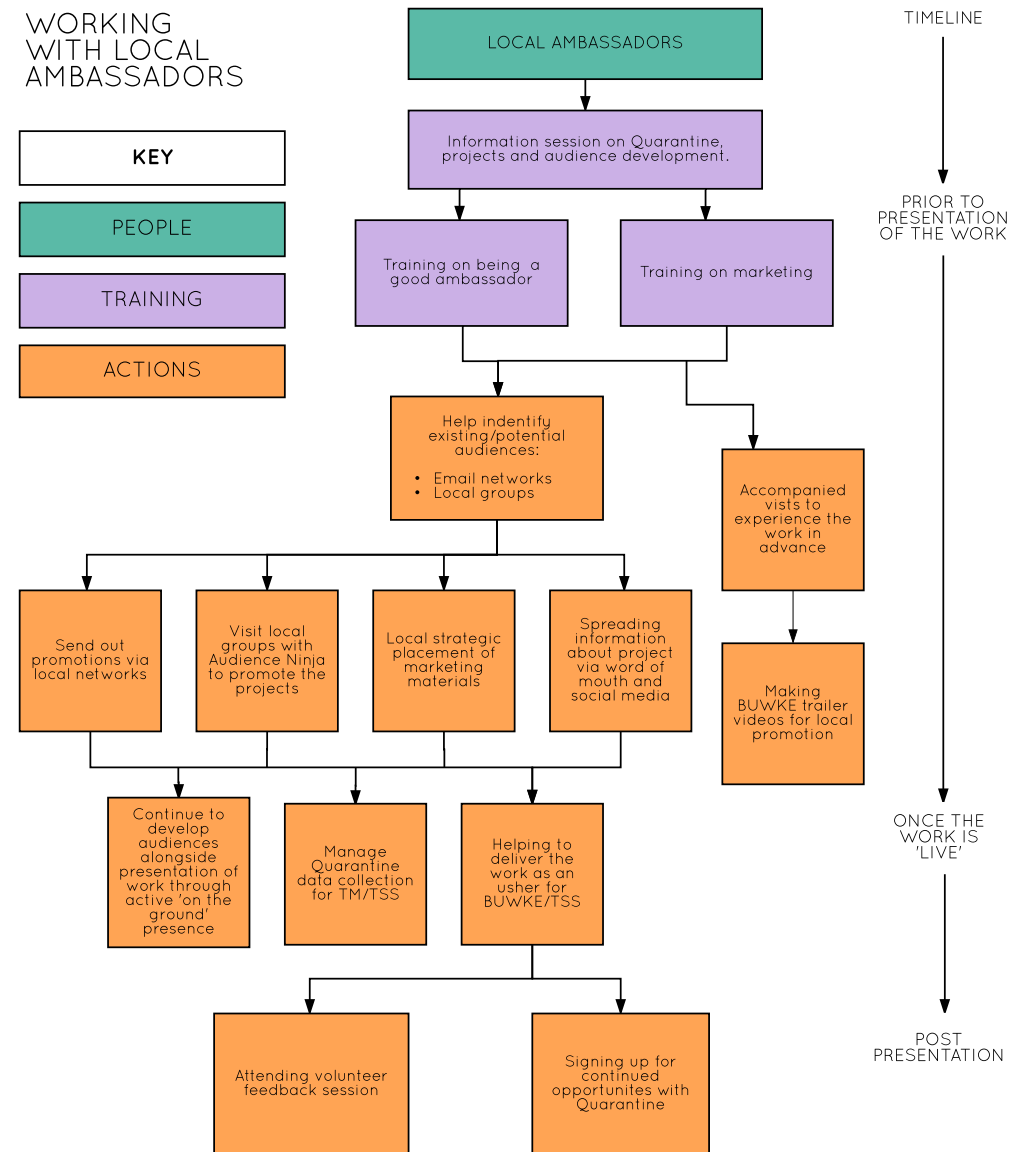 WORKING
WITH LOCAL
AMBASSADORS
KEY
PEOPLE
TRAINING
ACTIONS
LOCAL AMBASSADORS
Information session on Quarantine,
projects and audience development.
Training on being a
good ambassador
Training on marketing
Help indentify
existing/potential
audiences:
• Email networks
• Local groups
Accompanied
vists to
experience the
work in
advance
Send out
promotions via
local networks
Visit local
groups with
Audience Ninja
to promote the
projects
Local strategic
placement of
marketing
materials
Spreading
information
about project
via word of
mouth and
social media
Making
BUWKE trailer
videos for local
promotion
Continue to
develop
audiences
alongside
presentation of
work through
active 'on the
ground'
presence
Manage
Quarantine
data collection
for TM/TSS
Helping to
deliver the
work as an
usher for
BUWKE/TSS
Attending volunteer
feedback session
Signing up for
continued
opportunites with
Quarantine
TIMELINE
PRIOR TO
PRESENTATION
OF THE WORK
ONCE THE
WORK IS
'LIVE'
POST
PRESENTATION